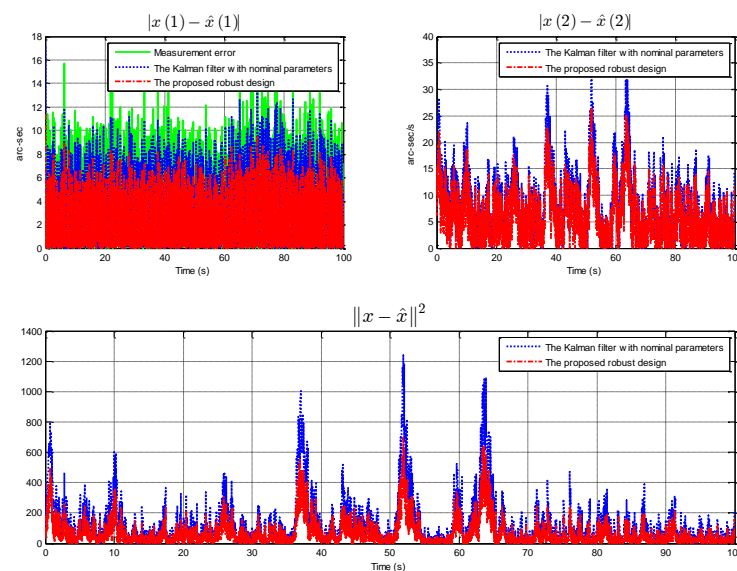 |x (1) − x̂ (1)|
18
16
14
12
10
8
6
4
2
0
arc-sec
Measurement error
The Kalman filter with nominal parameters
The proposed robust design
0 20 40 60 80 100
Time (s)
|x (2) − x̂ (2)|
40
35
30
25
20
15
10
5
0
arc-sec/s
The Kalman filter with nominal parameters
The proposed robust design
0 20 40 60 80 100
Time (s)
‖x − x̂‖²
1400
1200
1000
800
600
400
200
0
The Kalman filter with nominal parameters
The proposed robust design
0 10 20 30 40 50 60 70 80 90 100
Time (s)